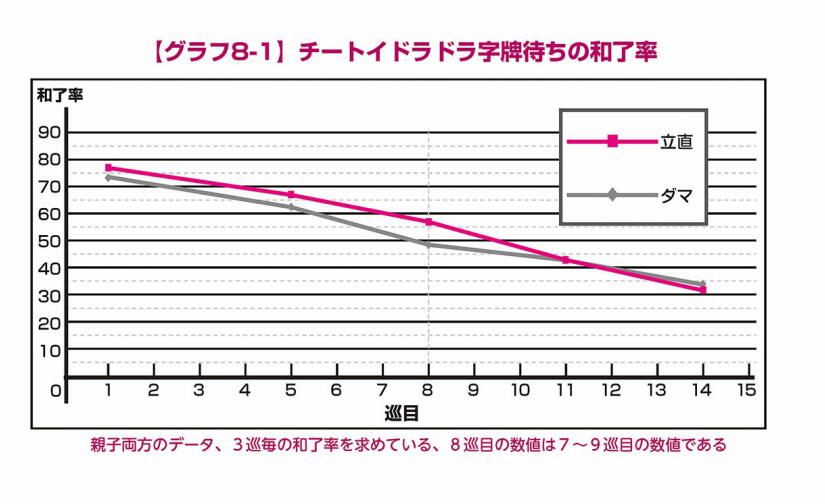 【グラフ8-1】チートイドラドラ字牌待ちの和了率
和了率
90
80
70
60
50
40
30
20
10
0
立直
ダマ
1 2 3 4 5 6 7 8 9 10 11 12 13 14 15
巡目
親子両方のデータ、３巡毎の和了率を求めている、８巡目の数値は７～９巡目の数値である